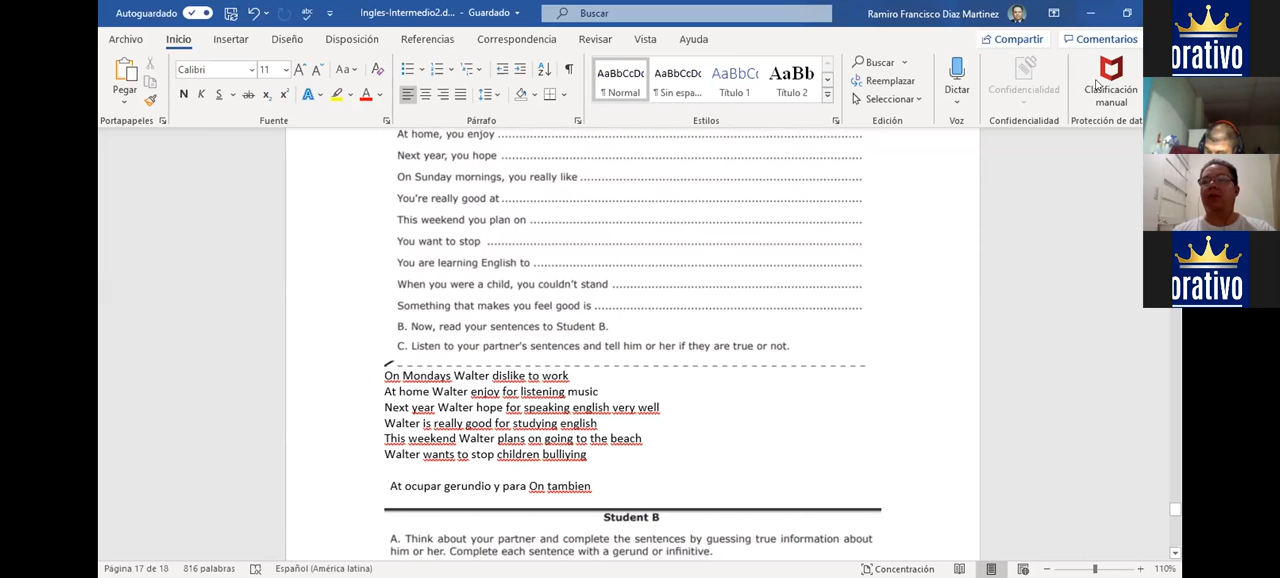 Autoguardado
Ingles-Intermedio2.d... - Guardado
Buscar
Ramiro Francisco Diaz Martinez
Archivo Inicio Insertar Diseño Disposición Referencias Revisar Vista Ayuda
Compartir Comentarios
Pegar
Calibri 11
N K S ab x₂ x² A A
Aa
AaBbCcDc AaBbCcDc AaBbC( AaBb
¶ Normal ¶ Sin espa... Título 1 Título 2
Buscar
Reemplazar
Seleccionar
Dictar
Confidencialidad
Clasificación manual
Portapapeles Fuente Párrafo Estilos Edición Voz Confidencialidad Protección de dat
At home, you enjoy
Next year, you hope
On Sunday mornings, you really like
You're really good at
This weekend you plan on
You want to stop
You are learning English to
When you were a child, you couldn't stand
Something that makes you feel good is
B. Now, read your sentences to Student B.
C. Listen to your partner's sentences and tell him or her if they are true or not.
On Mondays Walter dislike to work
At home Walter enjoy for listening music
Next year Walter hope for speaking english very well
Walter is really good for studying english
This weekend Walter plans on going to the beach
Walter wants to stop children bulliying
At ocupar gerundio y para On tambien
Student B
A. Think about your partner and complete the sentences by guessing true information about
him or her. Complete each sentence with a gerund or infinitive.
Página 17 de 18 816 palabras Español (América latina) Concentración 110%
orativo
orativo